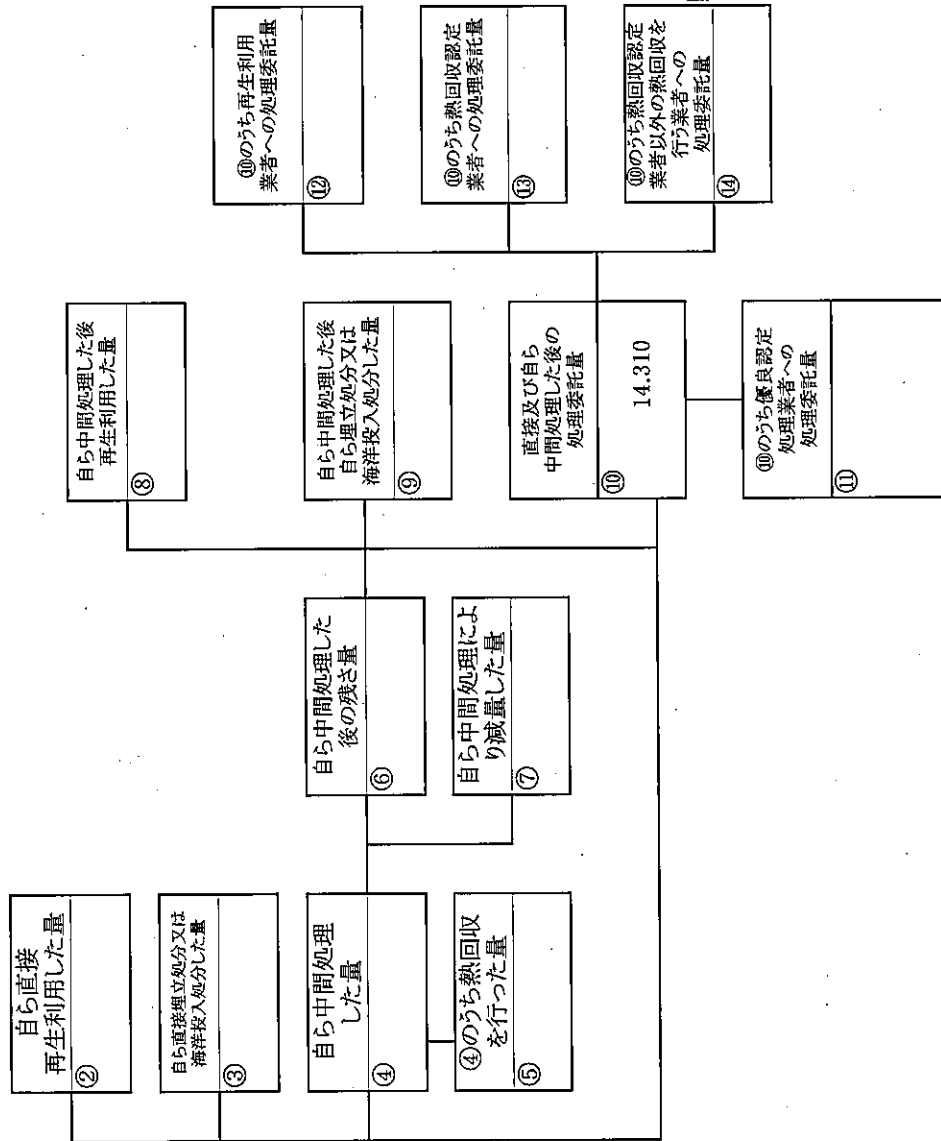 自ら直接
再生利用した量
②
自ら直接埋立処分又は
海洋投入処分した量
③
自ら中間処理
した量
④
④のうち熱回収
を行った量
⑤
自ら中間処理した
後の残さ量
⑥
自ら中間処理によ
り減量した量
⑦
自ら中間処理した後
再生利用した量
⑧
自ら中間処理した後
自ら埋立処分又は
海洋投入処分した量
⑨
直接及び自ら
中間処理した後の
処理委託量
⑩
14.310
⑩のうち優良認定
処理業者への
処理委託量
⑪
⑩のうち再生利用
業者への処理委託量
⑫
⑩のうち熱回収認定
業者への処理委託量
⑬
⑩のうち熱回収認定
業者以外の熱回収を
行う業者への
処理委託量
⑭